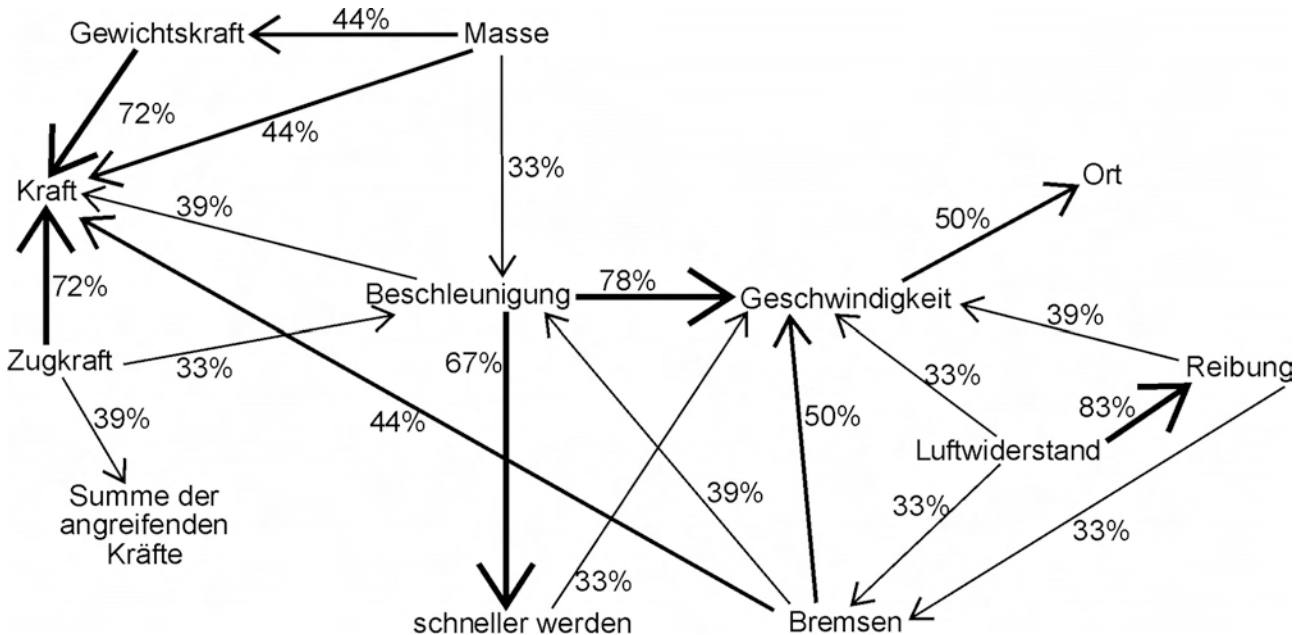 Gewichtskraft
44%
Masse
72%
44%
33%
Kraft
39%
Ort
50%
72%
Beschleunigung
78%
Geschwindigkeit
39%
Zugkraft
33%
67%
33%
Reibung
83%
39%
44%
50%
Luftwiderstand
Summe der
angreifenden
Kräfte
39%
33%
33%
33%
schneller werden
Bremsen